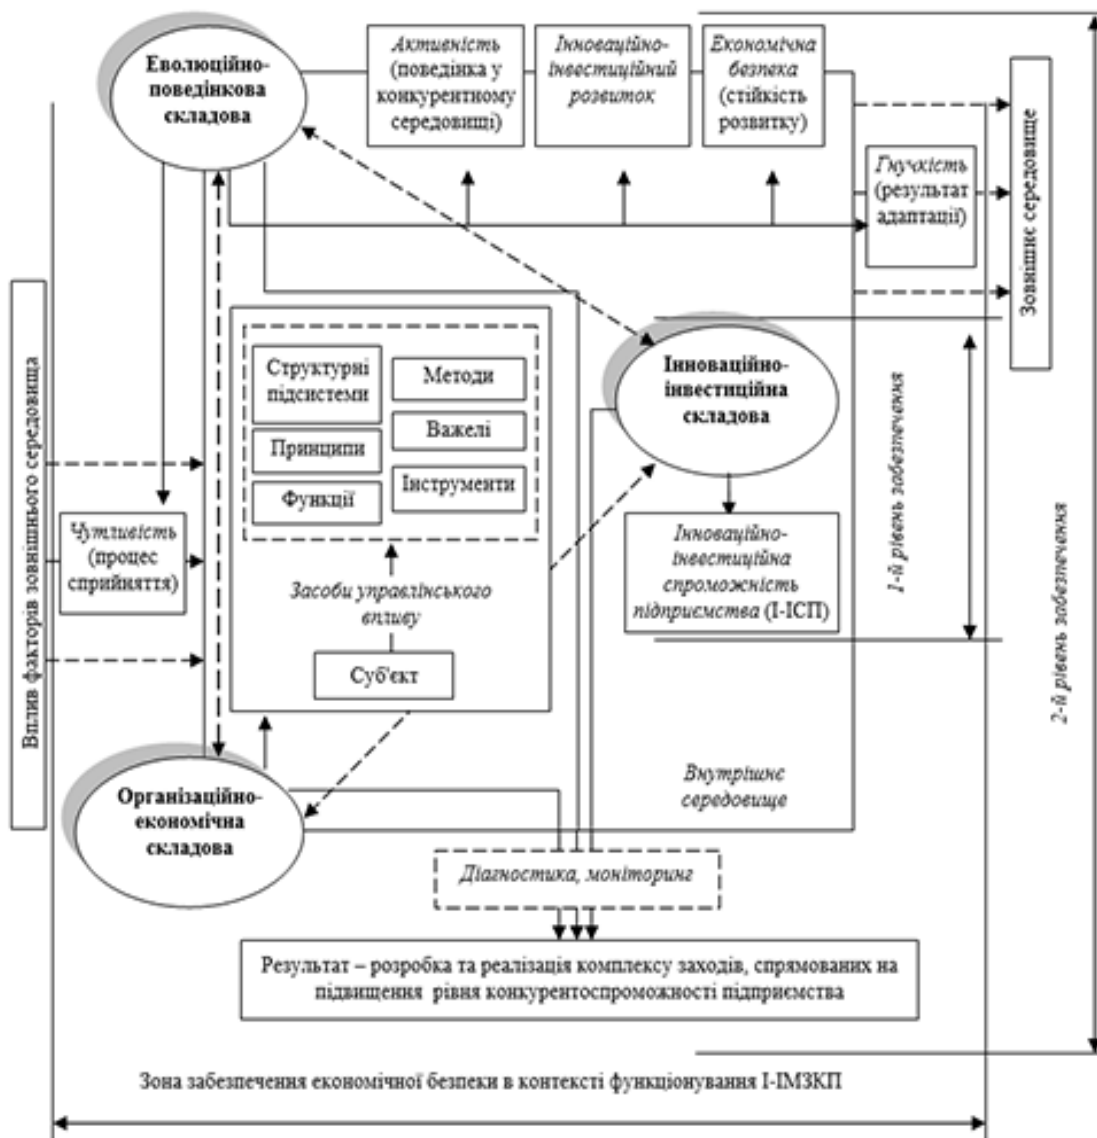 Еволюційно-
поведінкова
складова
Активність
(поведінка у
конкурентному
середовищі)
Інноваційно-
інвестиційний
розвиток
Економічна
безпека
(стійкість
розвитку)
Гнучкість
(результат
адаптації)
Зовнішнє середовище
Вплив факторів зовнішнього середовища
Структурні
підсистеми
Принципи
Функції
Методи
Важелі
Інструменти
Засоби управлінського
впливу
Суб'єкт
Інноваційно-
інвестиційна
складова
Інноваційно-
інвестиційна
спроможність
підприємства (І-ІСП)
1-й рівень забезпечення
2-й рівень забезпечення
Чутливість
(процес
сприйняття)
Організаційно-
економічна
складова
Внутрішнє
середовище
Діагностика, моніторинг
Результат – розробка та реалізація комплексу заходів, спрямованих на
підвищення рівня конкурентоспроможності підприємства
Зона забезпечення економічної безпеки в контексті функціонування І-ІМЗКП